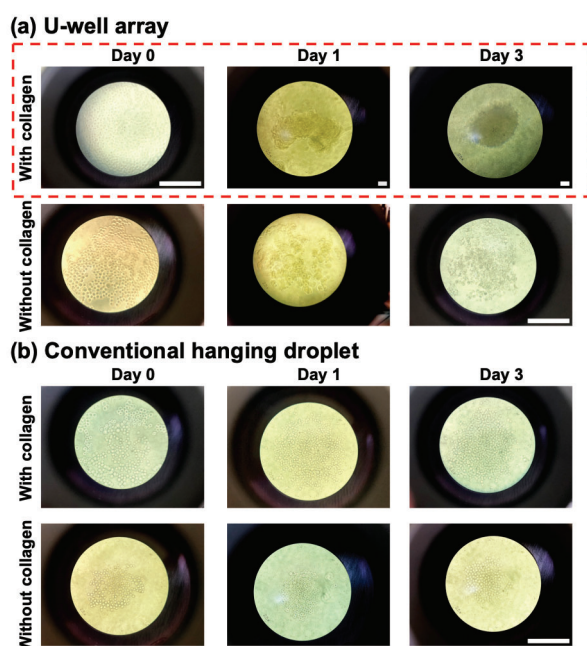 (a) U-well array
Day 0 Day 1 Day 3
With collagen
Without collagen
(b) Conventional hanging droplet
Day 0 Day 1 Day 3
With collagen
Without collagen